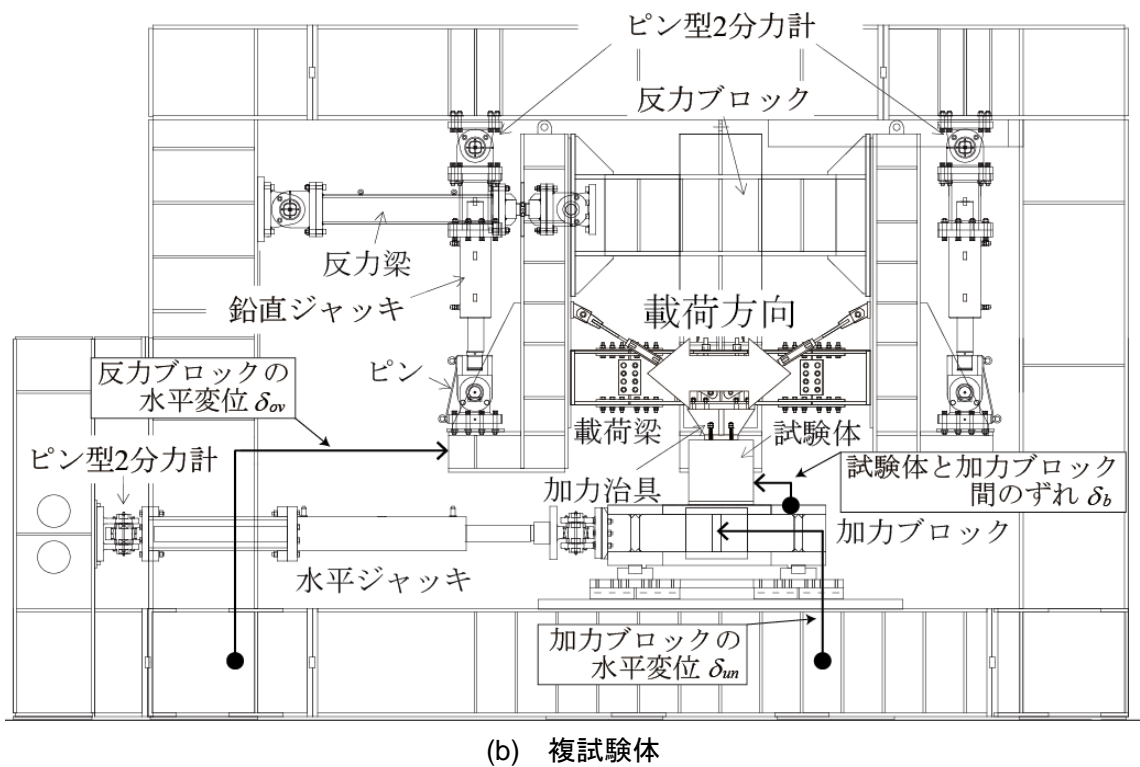 ピン型2分力計
反力ブロック
反力梁
鉛直ジャッキ
載荷方向
ピン
反力ブロックの
水平変位 δov
載荷梁
試験体
ピン型2分力計
加力治具
試験体と加力ブロック
間のずれ δb
加力ブロック
水平ジャッキ
加力ブロックの
水平変位 δun
(b) 複試験体